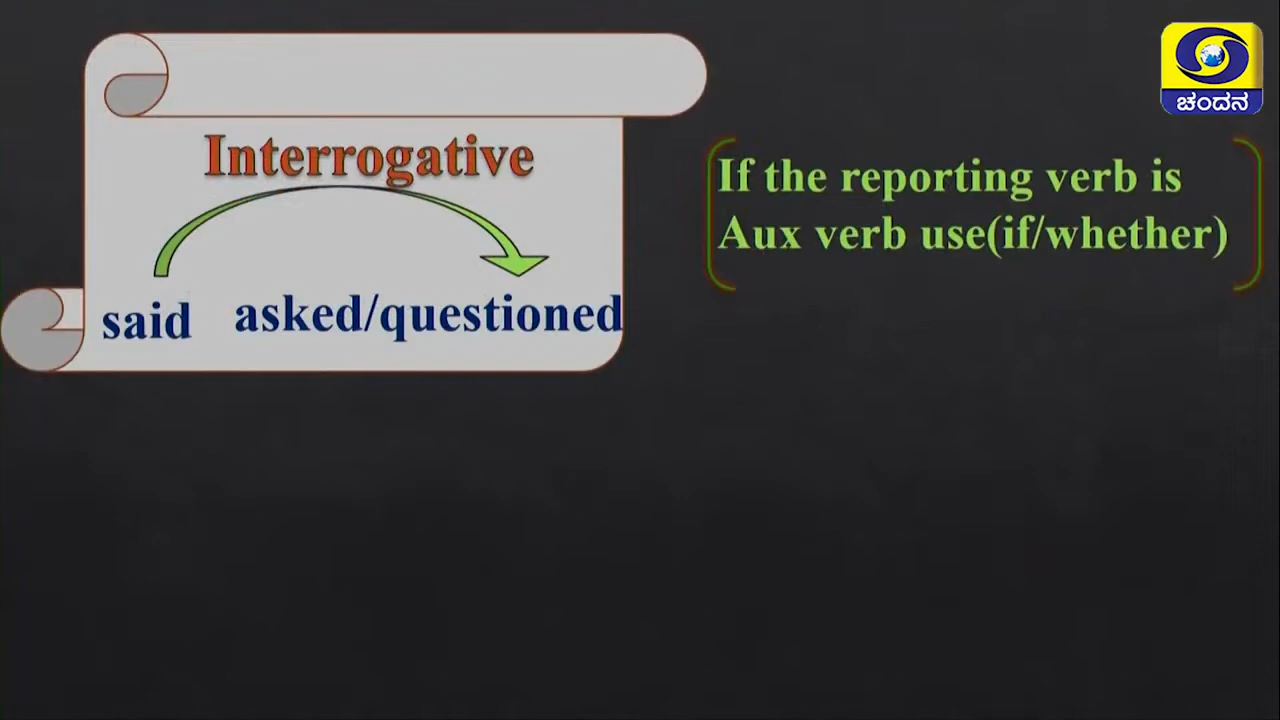 ಚಂದನ
Interrogative
said asked/questioned
If the reporting verb is
Aux verb use(if/whether)